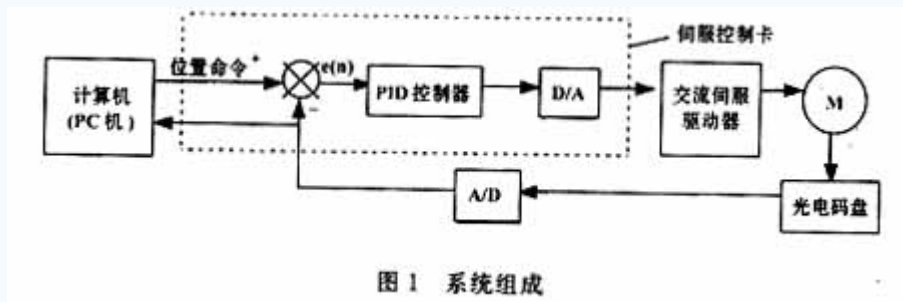 伺服控制卡
位置命令*
e(n)
计算机
(PC机)
PID控制器
D/A
交流伺服
驱动器
M
A/D
光电码盘
图1 系统组成